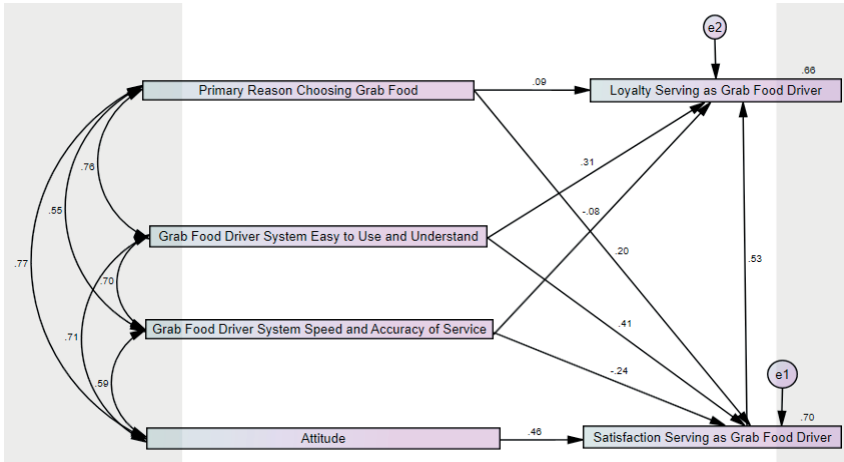 e2
.66
Primary Reason Choosing Grab Food
.09
Loyalty Serving as Grab Food Driver
.76
.31
.55
-.08
Grab Food Driver System Easy to Use and Understand
.20
.77
.70
.53
Grab Food Driver System Speed and Accuracy of Service
.41
.71
-.24
.59
e1
.70
Attitude
.46
Satisfaction Serving as Grab Food Driver